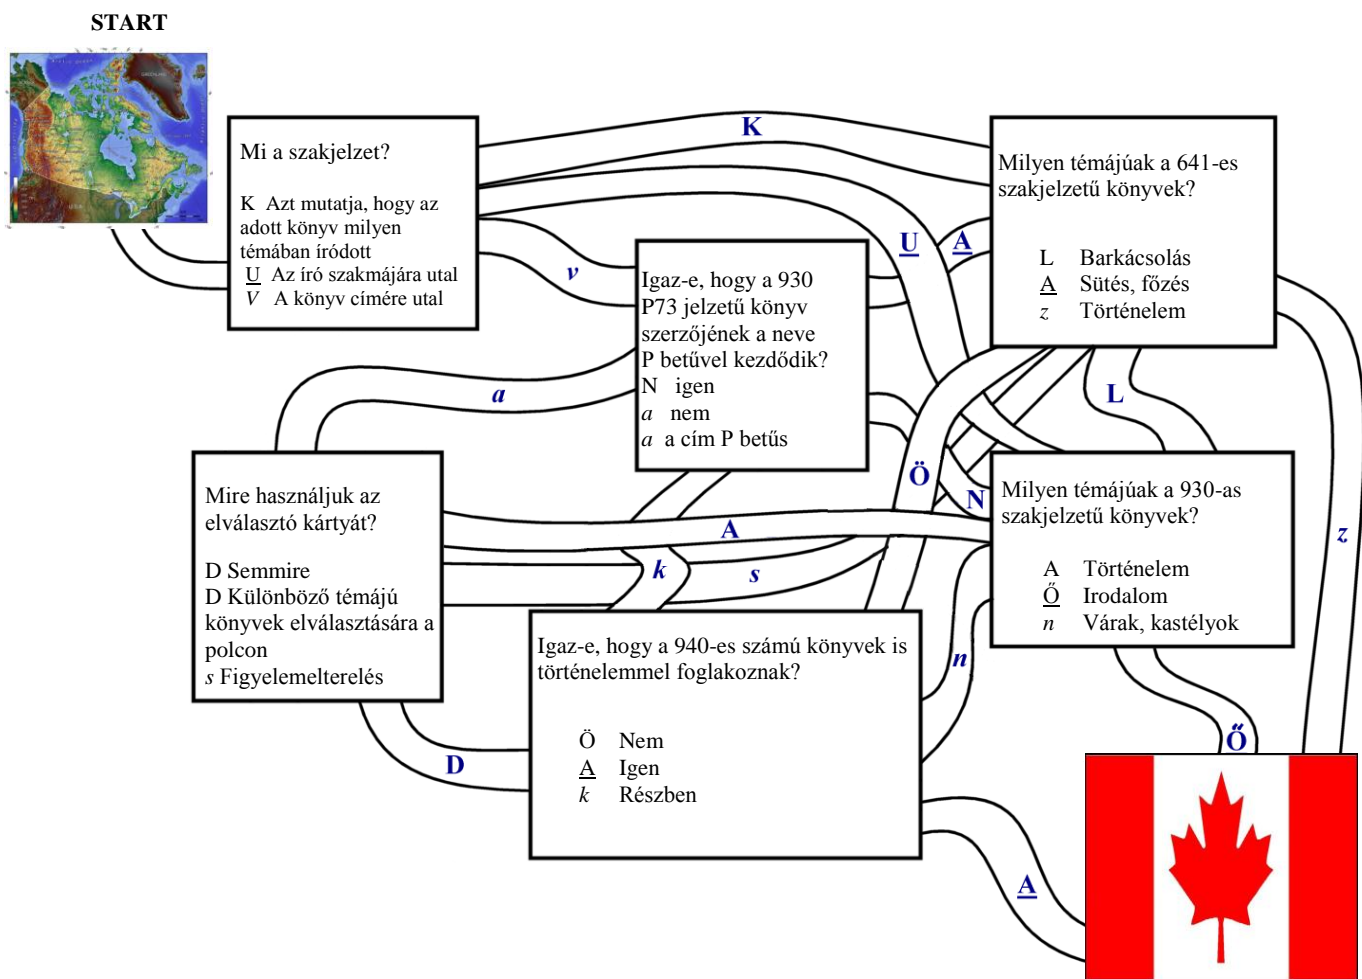 START
Mi a szakjelzet?
K Azt mutatja, hogy az
adott könyv milyen
témában íródott
U Az író szakmájára utal
V A könyv címére utal
K
U
A
v
Milyen témájúak a 641-es
szakjelzetű könyvek?
L Barkácsolás
A Sütés, főzés
z Történelem
Igaz-e, hogy a 930
P73 jelzetű könyv
szerzőjének a neve
P betűvel kezdődik?
N igen
a nem
a a cím P betűs
a
L
Ö
N
z
Mire használjuk az
elválasztó kártyát?
D Semmire
D Különböző témájú
könyvek elválasztására a
polcon
s Figyelemelterelés
A
k
s
Milyen témájúak a 930-as
szakjelzetű könyvek?
A Történelem
Ő Irodalom
n Várak, kastélyok
Igaz-e, hogy a 940-es számú könyvek is
történelemmel foglakoznak?
Ö Nem
A Igen
k Részben
n
D
Ő
A